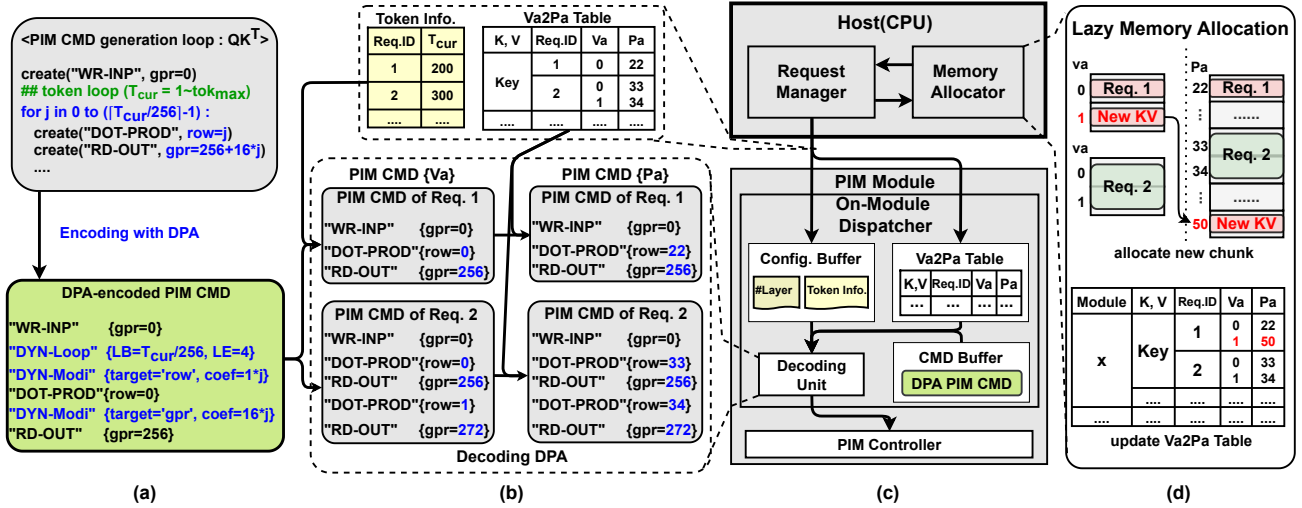 <PIM CMD generation loop : QK^T>
create("WR-INP", gpr=0)
## token loop (T_cur = 1~tok_max)
for j in 0 to (⌈T_cur/256⌉-1) :
create("DOT-PROD", row=j)
create("RD-OUT", gpr=256+16*j)
....
Encoding with DPA
DPA-encoded PIM CMD
"WR-INP" {gpr=0}
"DYN-Loop" {LB=T_cur/256, LE=4}
"DYN-Modi" {target='row', coef=1*j}
"DOT-PROD"{row=0}
"DYN-Modi" {target='gpr', coef=16*j}
"RD-OUT" {gpr=256}
(a)
Token Info.
Req.ID T_cur
1 200
2 300
.... ....
Va2Pa Table
K, V Req.ID Va Pa
Key 1 0 22
2 0 33
1 34
.... .... .... ....
PIM CMD {Va}
PIM CMD of Req. 1
"WR-INP" {gpr=0}
"DOT-PROD"{row=0}
"RD-OUT" {gpr=256}
PIM CMD of Req. 2
"WR-INP" {gpr=0}
"DOT-PROD"{row=0}
"RD-OUT" {gpr=256}
"DOT-PROD"{row=1}
"RD-OUT" {gpr=272}
PIM CMD {Pa}
PIM CMD of Req. 1
"WR-INP" {gpr=0}
"DOT-PROD"{row=22}
"RD-OUT" {gpr=256}
PIM CMD of Req. 2
"WR-INP" {gpr=0}
"DOT-PROD"{row=33}
"RD-OUT" {gpr=256}
"DOT-PROD"{row=34}
"RD-OUT" {gpr=272}
Decoding DPA
(b)
Host(CPU)
Request
Manager
Memory
Allocator
PIM Module
On-Module
Dispatcher
Config. Buffer
#Layer
Token Info.
Va2Pa Table
K,V Req.ID Va Pa
... ... ... ...
Decoding
Unit
CMD Buffer
DPA PIM CMD
PIM Controller
(c)
Lazy Memory Allocation
va
0 Req. 1
1 New KV
va
0
Req. 2
1
Pa
22 Req. 1
⋮ ......
33
Req. 2
34
⋮ ......
50 New KV
allocate new chunk
Module K, V Req.ID Va Pa
x Key 1 0 22
1 50
2 0 33
1 34
.... .... ....
.... .... .... .... ....
update Va2Pa Table
(d)